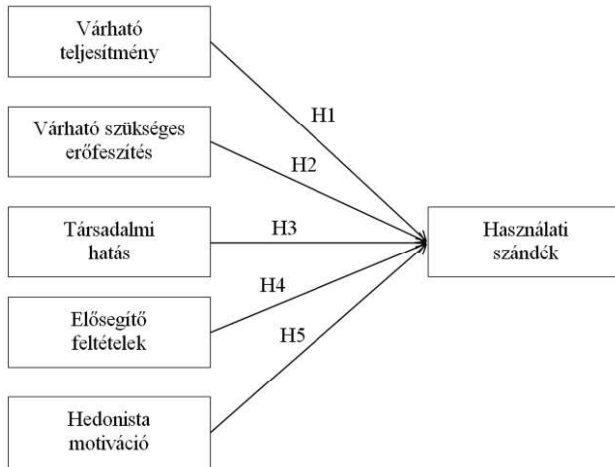 Várható
teljesítmény
H1
Várható szükséges
erőfeszítés
H2
Társadalmi
hatás
H3
Használati
szándék
H4
Elősegítő
feltételek
H5
Hedonista
motiváció